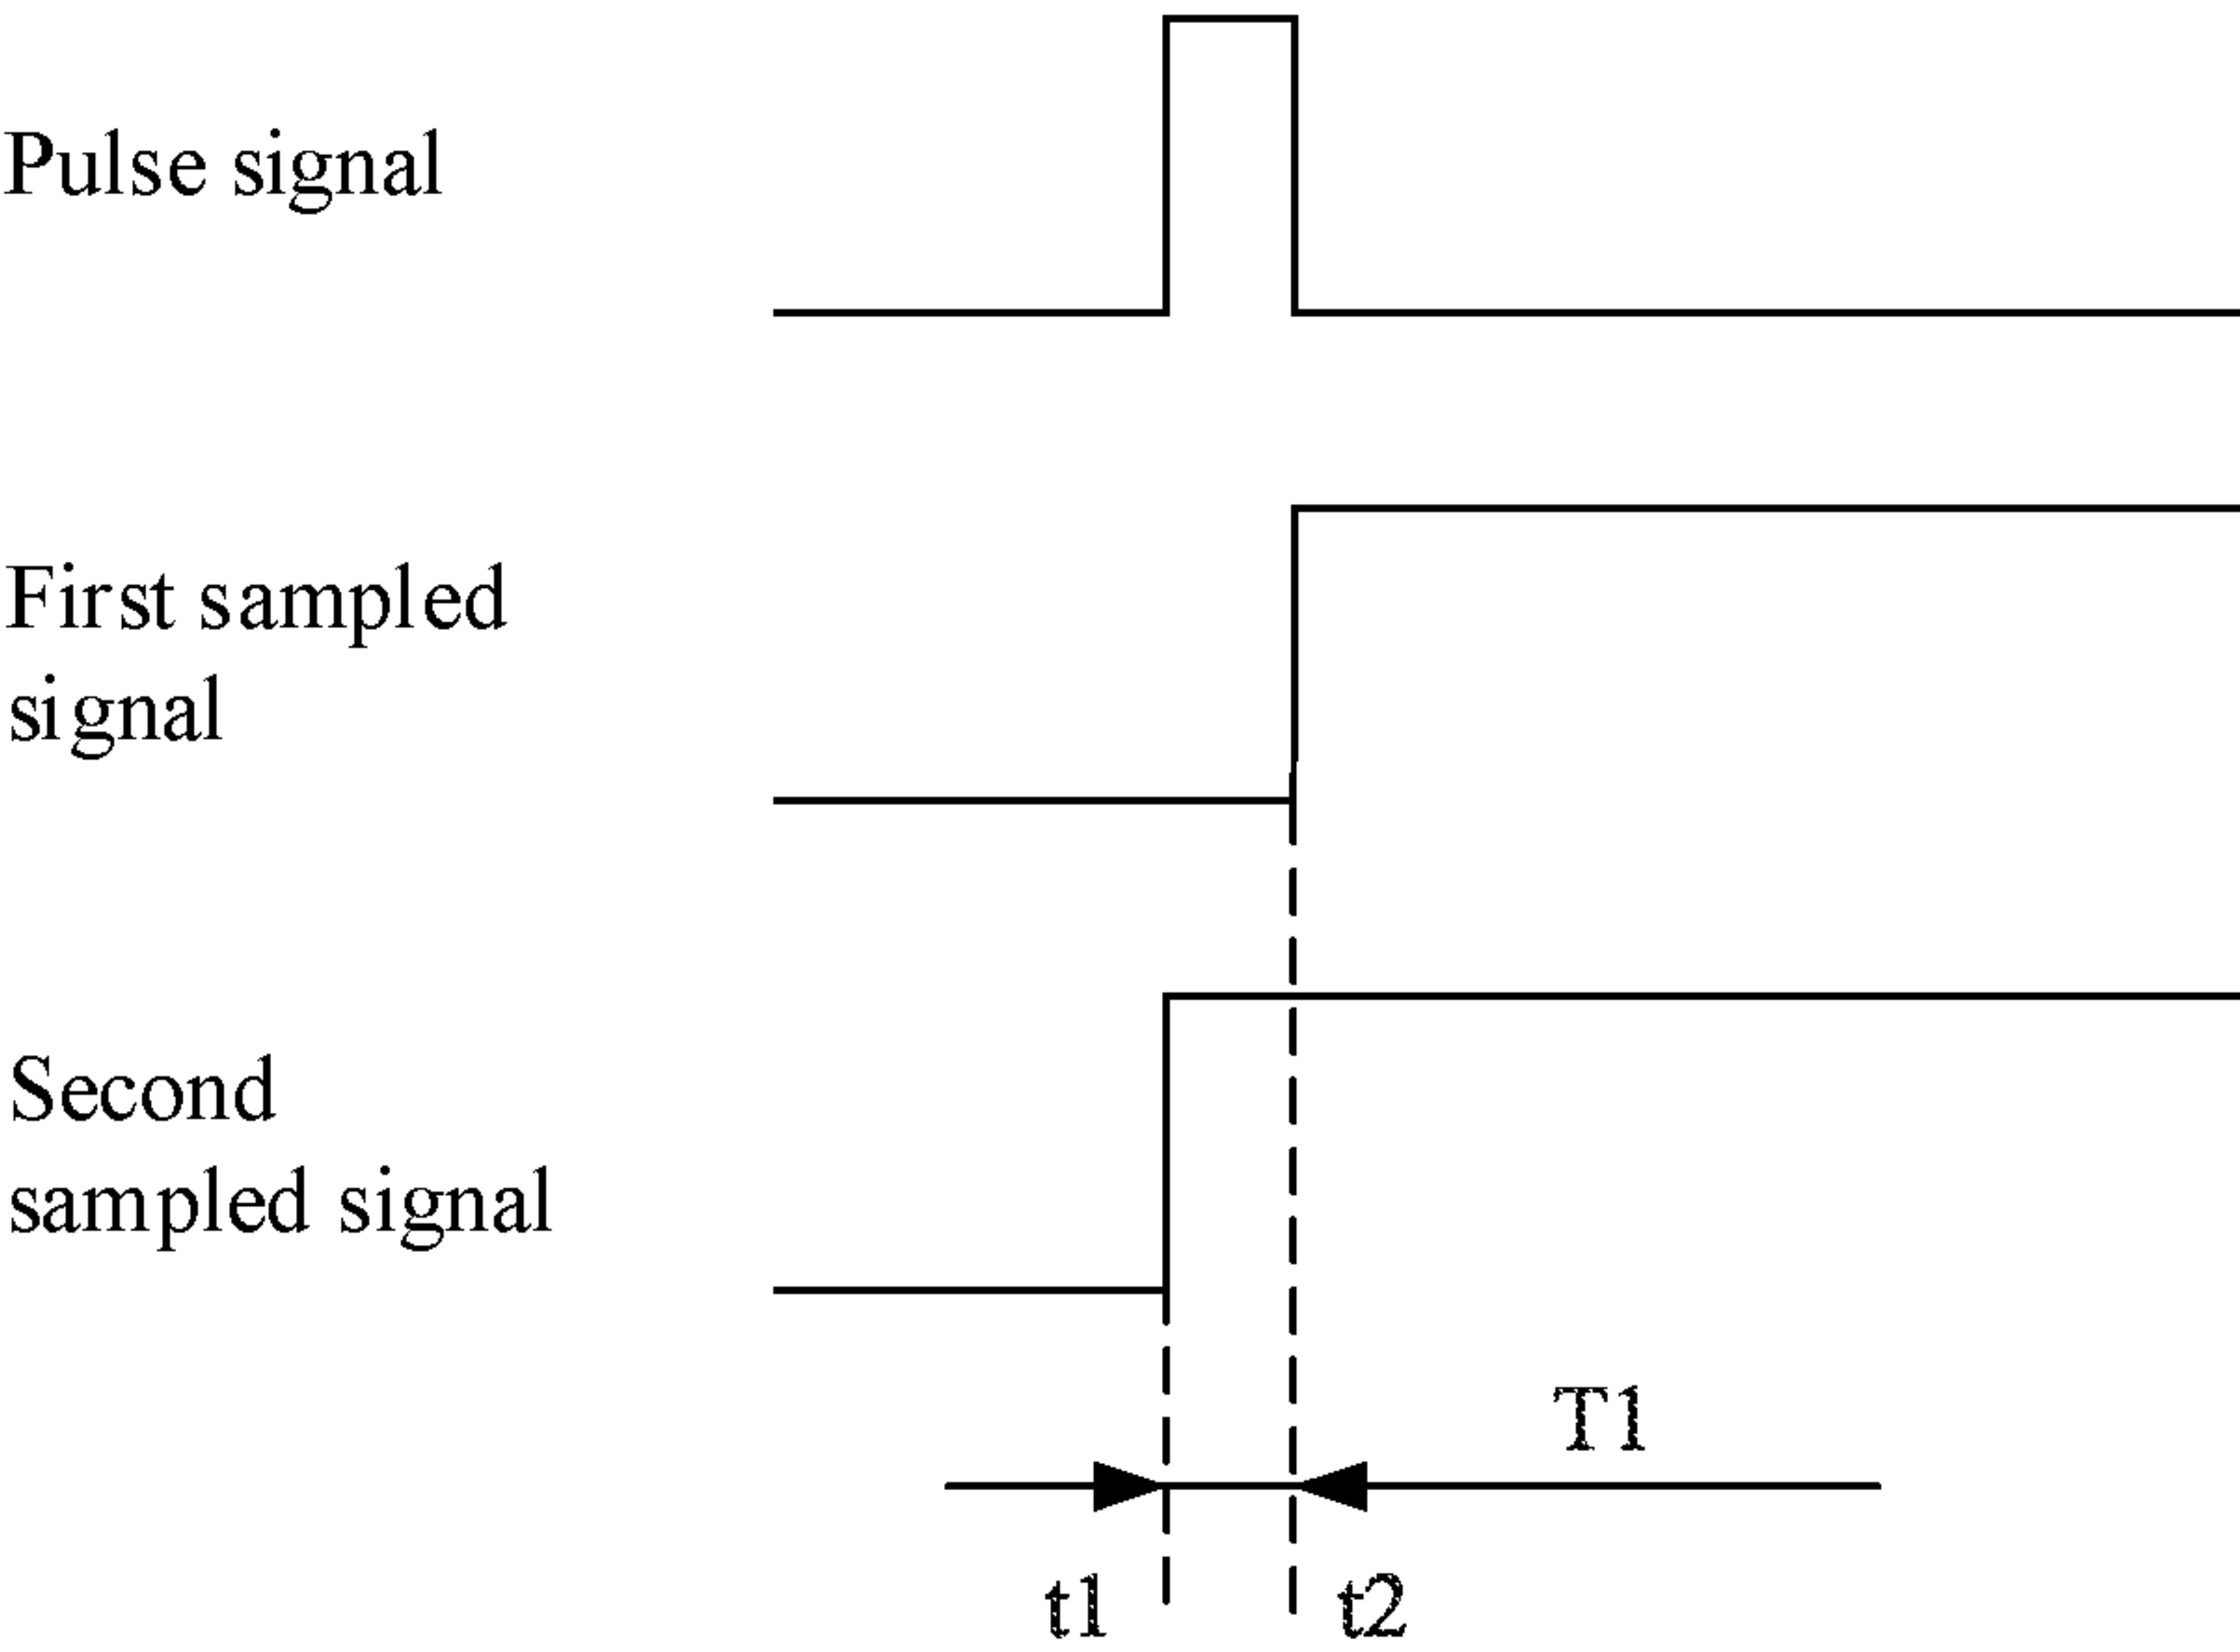 Pulse signal
First sampled
signal
Second
sampled signal
T1
t1
t2